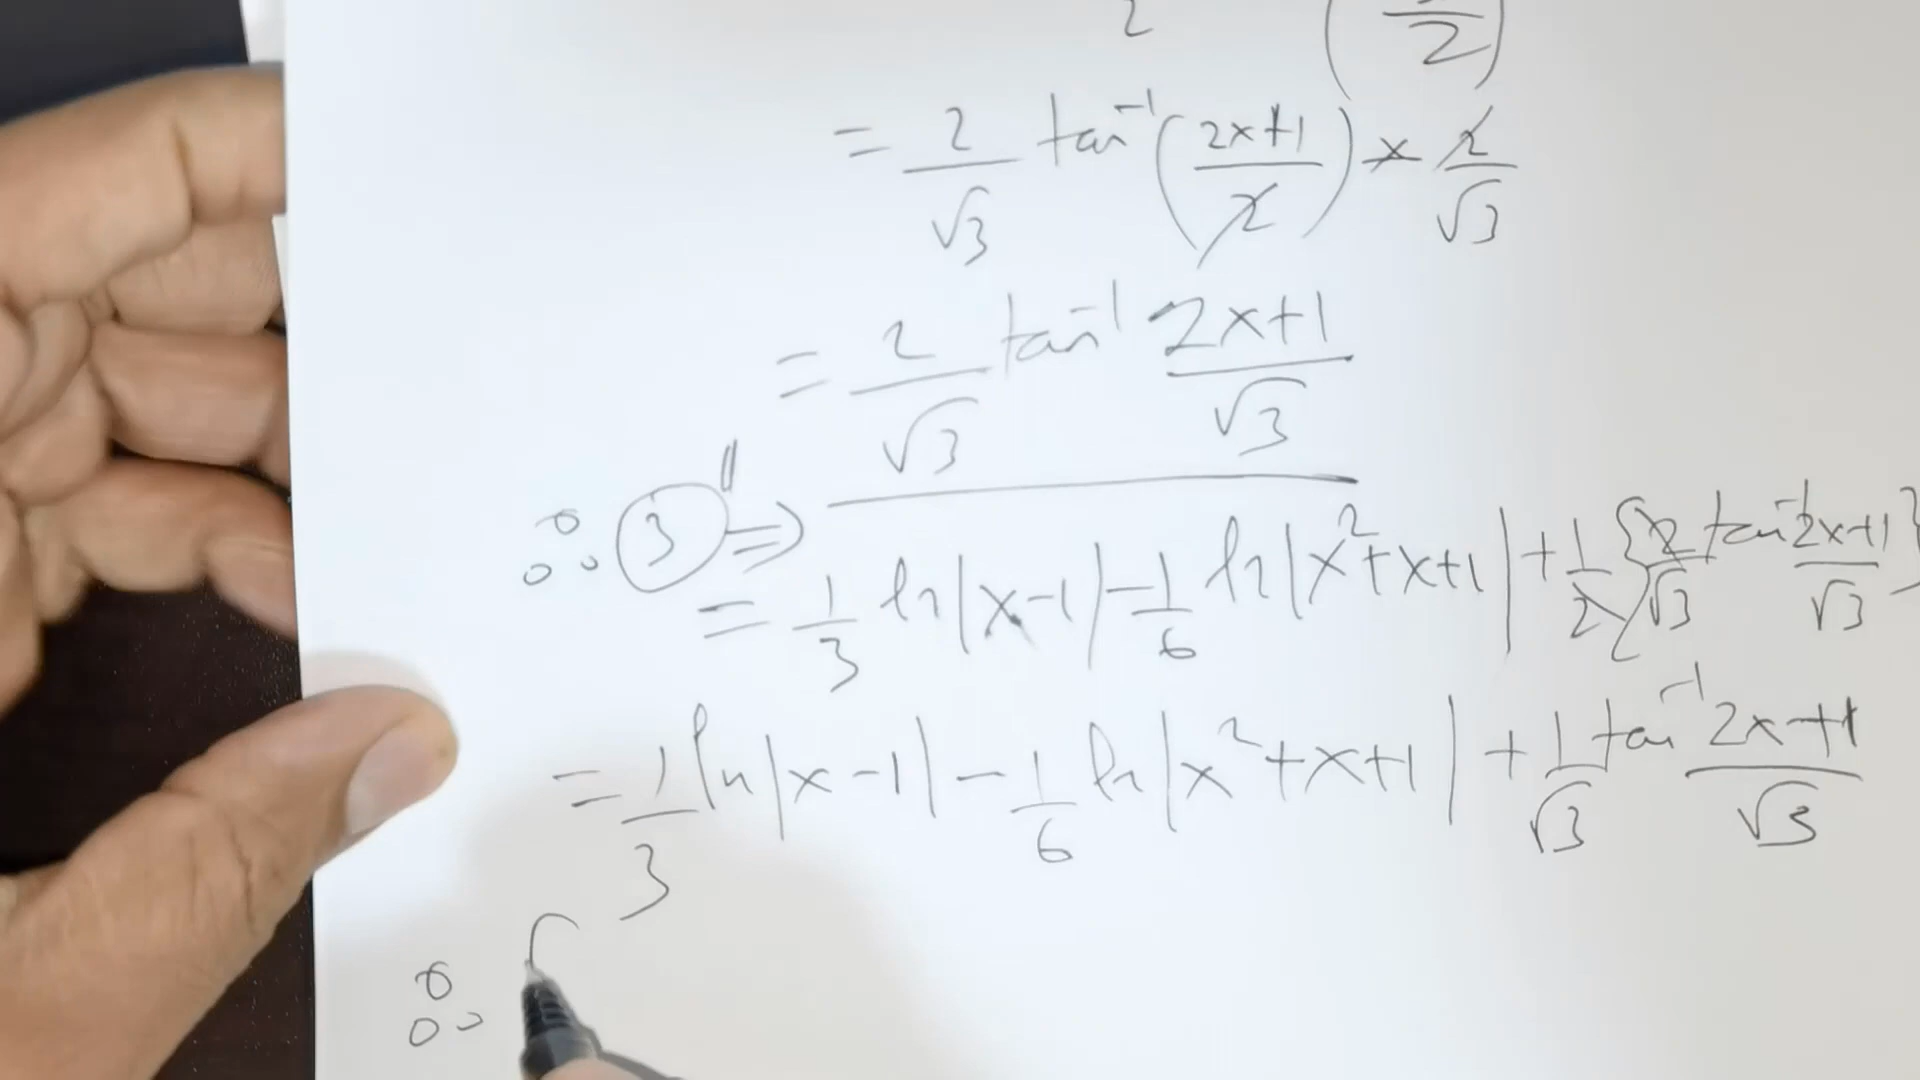 2 ( /2)
= 2/√3 tan⁻¹ ( 2x+1/2 ) × 2/√3
= 2/√3 tan⁻¹ 2x+1/√3
∴ ③" ⇒
= 1/3 ln|x-1| - 1/6 ln|x²+x+1| + 1/2 { 2/√3 tan⁻¹ 2x+1/√3 }
= 1/3 ln|x-1| - 1/6 ln|x²+x+1| + 1/√3 tan⁻¹ 2x+1/√3
∴